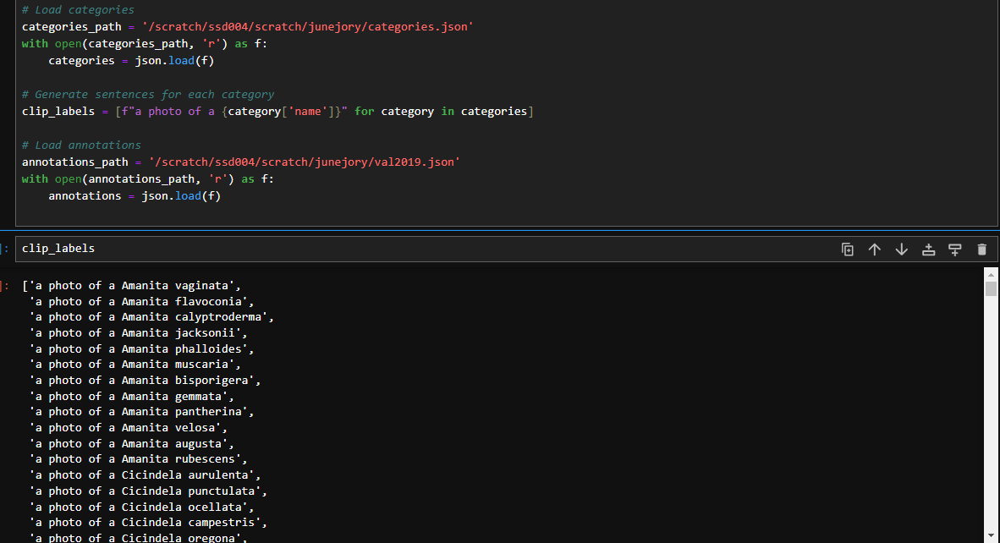 # Load categories
categories_path = '/scratch/ssd004/scratch/junejory/categories.json'
with open(categories_path, 'r') as f:
    categories = json.load(f)

# Generate sentences for each category
clip_labels = [f"a photo of a {category['name']}" for category in categories]

# Load annotations
annotations_path = '/scratch/ssd004/scratch/junejory/val2019.json'
with open(annotations_path, 'r') as f:
    annotations = json.load(f)

]: clip_labels
]: ['a photo of a Amanita vaginata',
'a photo of a Amanita flavoconia',
'a photo of a Amanita calyptroderma',
'a photo of a Amanita jacksonii',
'a photo of a Amanita phalloides',
'a photo of a Amanita muscaria',
'a photo of a Amanita bisporigera',
'a photo of a Amanita gemmata',
'a photo of a Amanita pantherina',
'a photo of a Amanita velosa',
'a photo of a Amanita augusta',
'a photo of a Amanita rubescens',
'a photo of a Cicindela aurulenta',
'a photo of a Cicindela punctulata',
'a photo of a Cicindela ocellata',
'a photo of a Cicindela campestris',
'a photo of a Cicindela oregona',